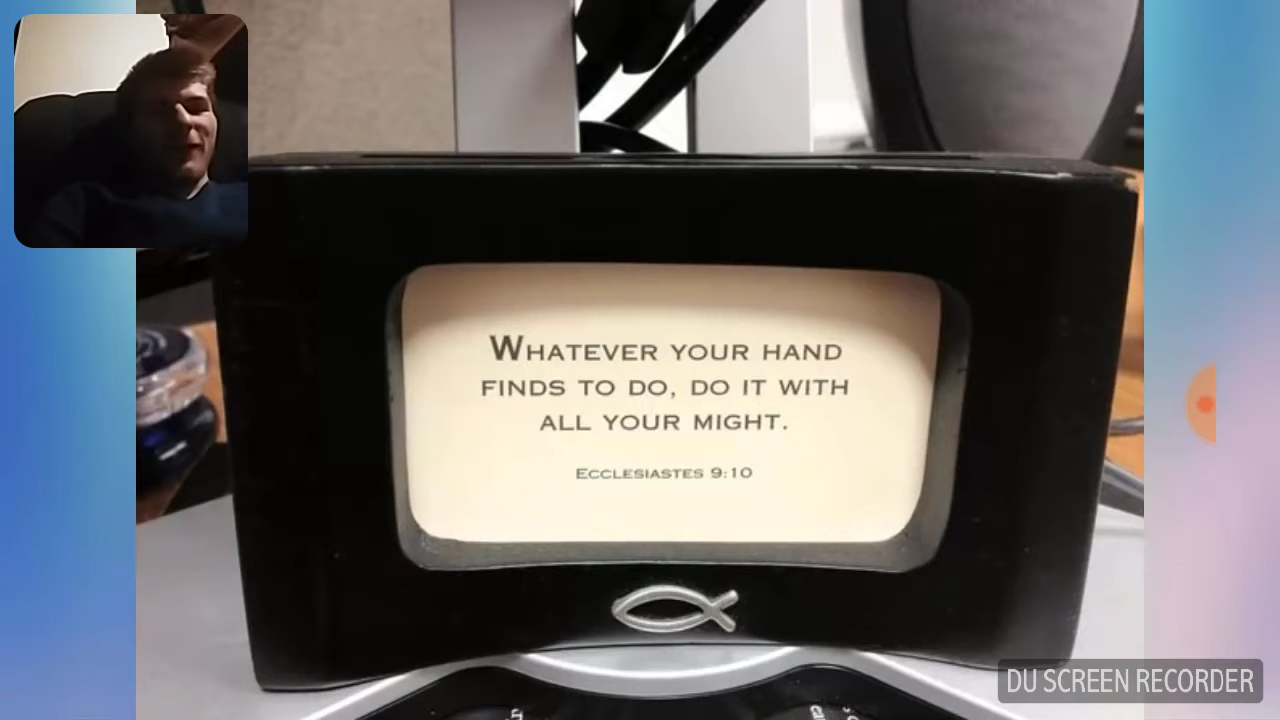 Whatever your hand
finds to do, do it with
all your might.
Ecclesiastes 9:10
DU SCREEN RECORDER